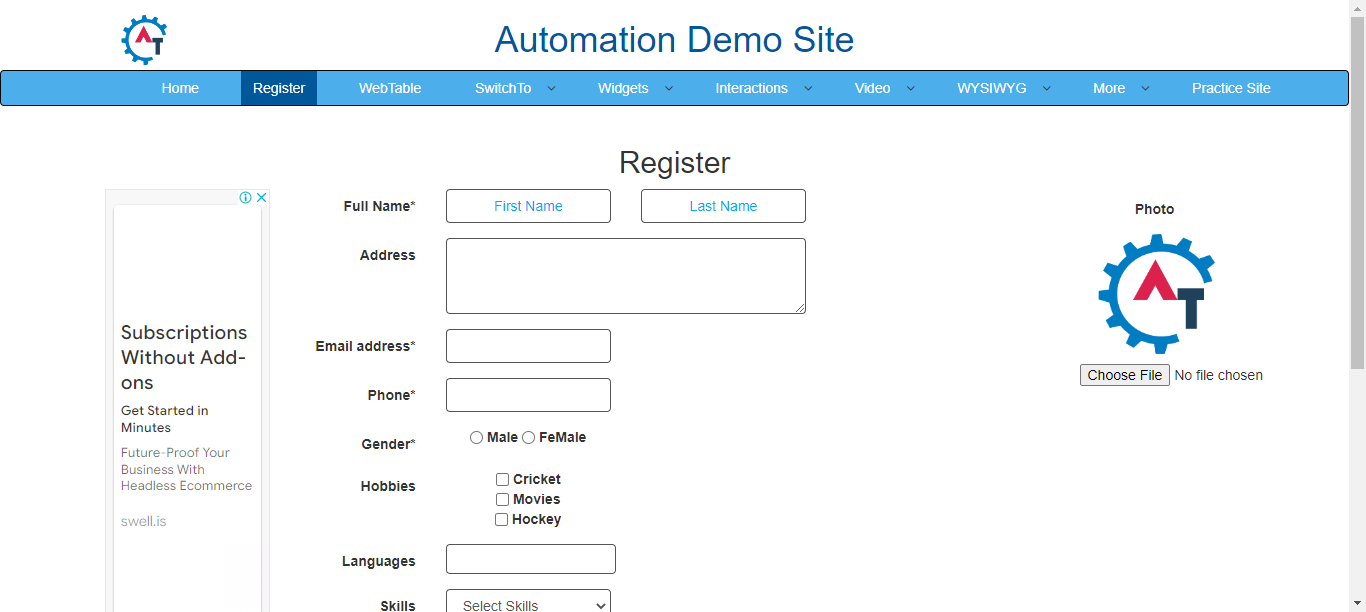 AT
Automation Demo Site
Home Register WebTable SwitchTo Widgets Interactions Video WYSIWYG More Practice Site
Register
Full Name* First Name Last Name
Photo
Address
AT
Email address*
Choose File No file chosen
Phone*
Gender* Male FeMale
Hobbies Cricket
Movies
Hockey
Languages
Skills Select Skills
Subscriptions
Without Add-
ons
Get Started in
Minutes
Future-Proof Your
Business With
Headless Ecommerce
swell.is